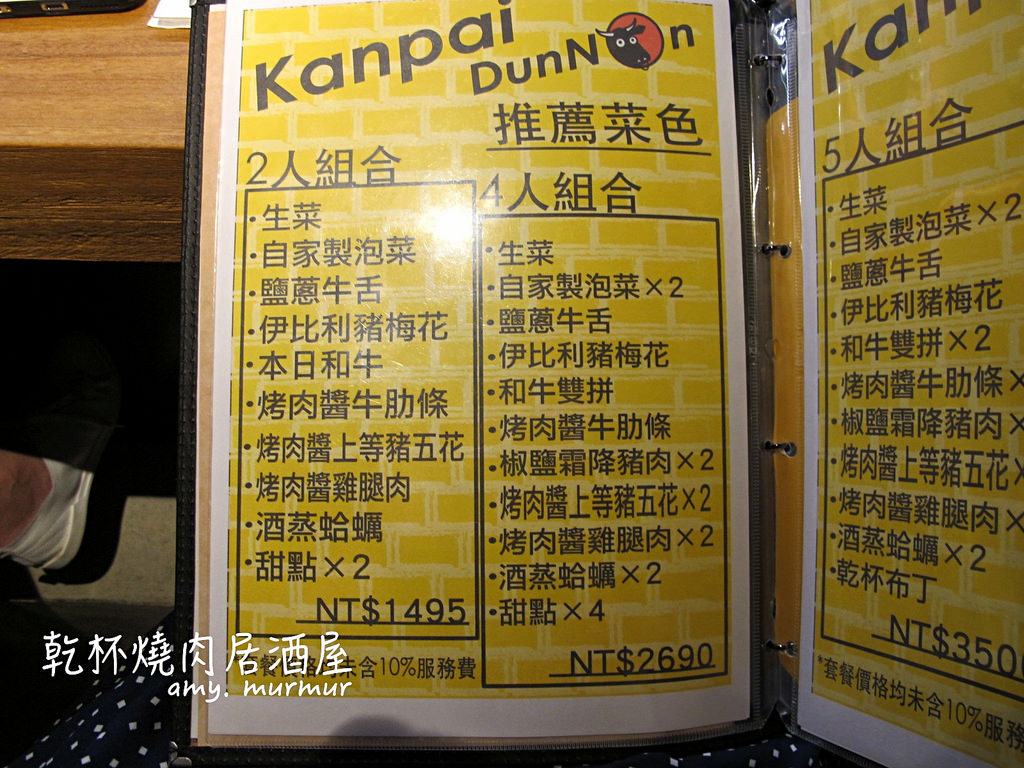 Kanpai
DunN n
推薦菜色
2人組合
・生菜
・自家製泡菜
・鹽蔥牛舌
・伊比利豬梅花
・本日和牛
・烤肉醬牛肋條
・烤肉醬上等豬五花
・烤肉醬雞腿肉
・酒蒸蛤蠣
・甜點×2
NT$1495
餐價格 未含10%服務費
4人組合
・生菜
・自家製泡菜×2
・鹽蔥牛舌
・伊比利豬梅花
・和牛雙拼
・烤肉醬牛肋條
・椒鹽霜降豬肉×2
・烤肉醬上等豬五花×2
・烤肉醬雞腿肉×2
・酒蒸蛤蠣×2
・甜點×4
NT$2690
Kanp
5人組合
・生菜
・自家製泡菜×2
・鹽蔥牛舌
・伊比利豬梅花
・和牛雙拼×2
・烤肉醬牛肋條×
・椒鹽霜降豬肉×
・烤肉醬上等豬五花×
・烤肉醬雞腿肉×
・酒蒸蛤蠣×2
・乾杯布丁
NT$350
*套餐價格均未含10%服務
乾杯燒肉居酒屋
amy. murmur